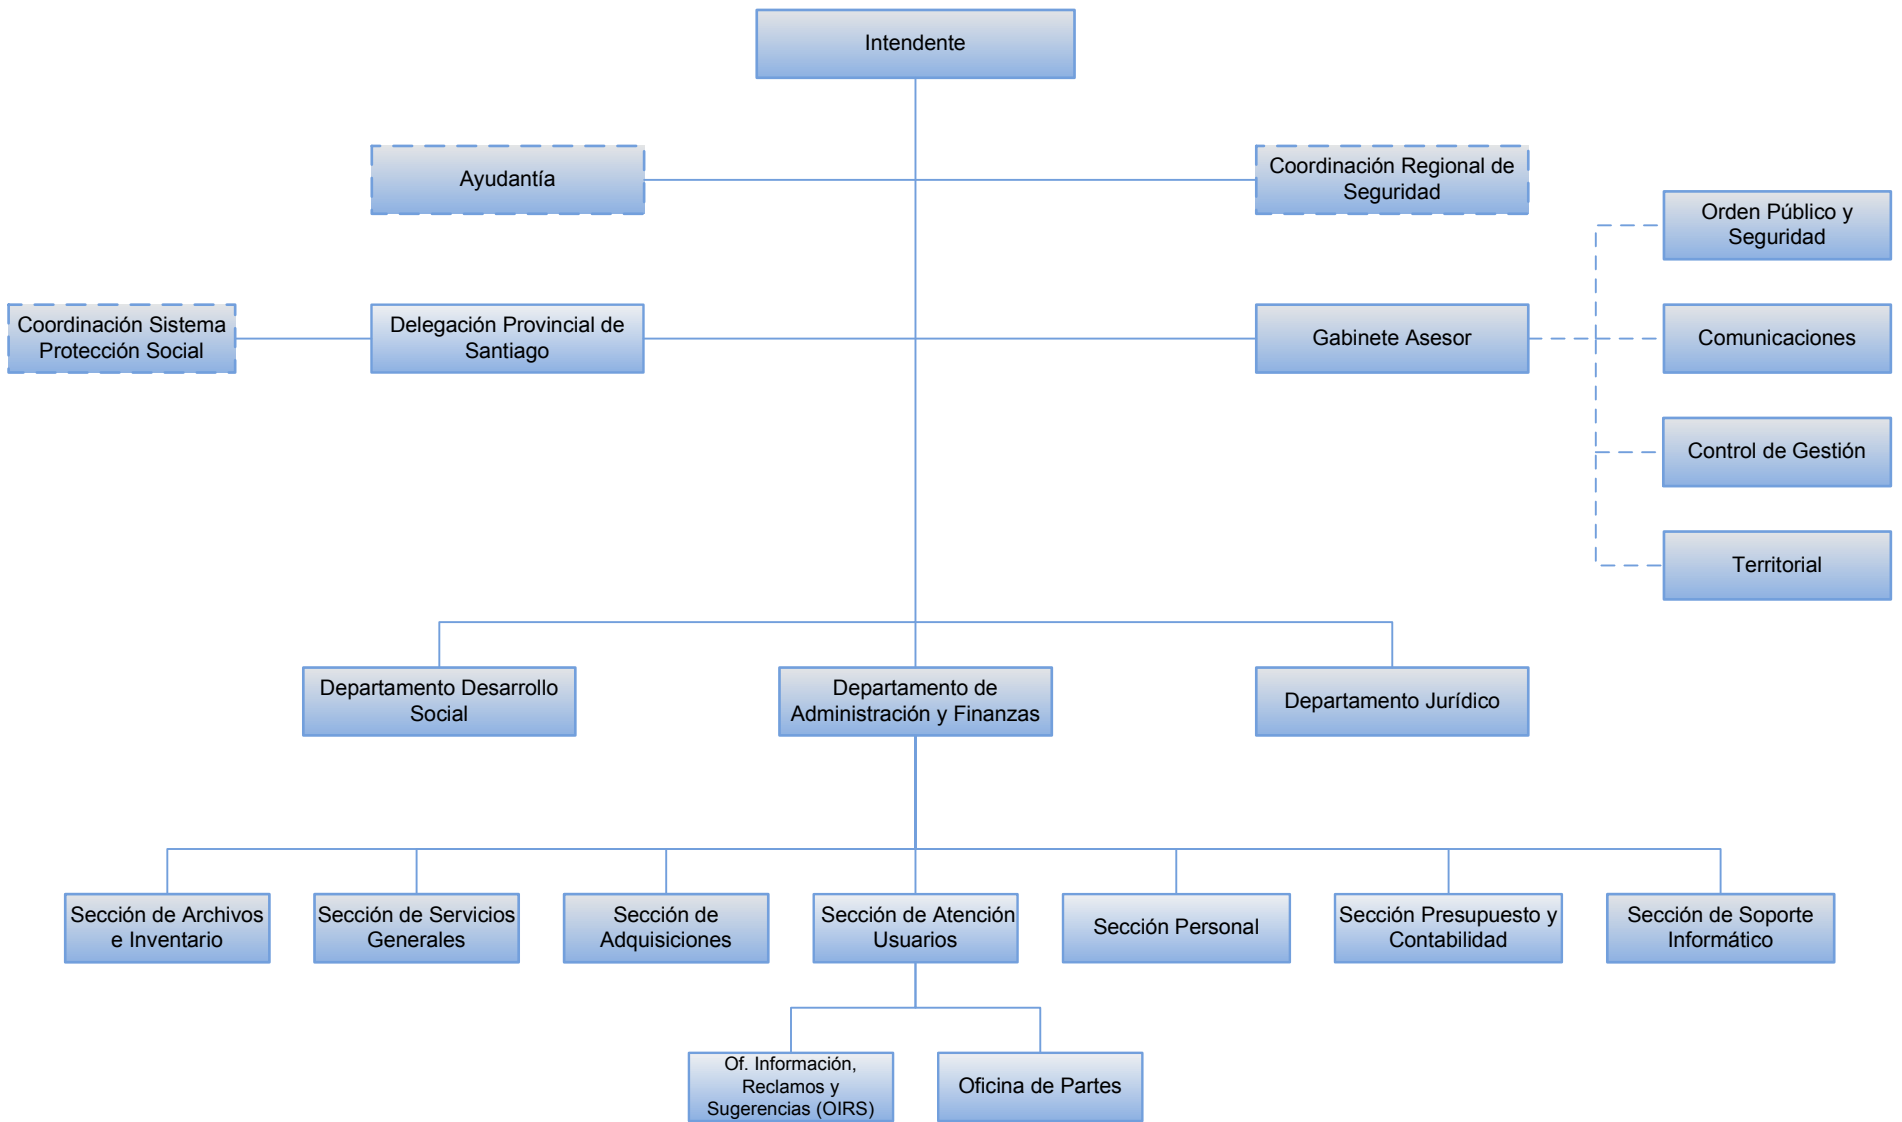 Intendente
Ayudantía
Coordinación Regional de
Seguridad
Orden Público y
Seguridad
Coordinación Sistema
Protección Social
Delegación Provincial de
Santiago
Gabinete Asesor
Comunicaciones
Control de Gestión
Territorial
Departamento Desarrollo
Social
Departamento de
Administración y Finanzas
Departamento Jurídico
Sección de Archivos
e Inventario
Sección de Servicios
Generales
Sección de
Adquisiciones
Sección de Atención
Usuarios
Sección Personal
Sección Presupuesto y
Contabilidad
Sección de Soporte
Informático
Of. Información,
Reclamos y
Sugerencias (OIRS)
Oficina de Partes